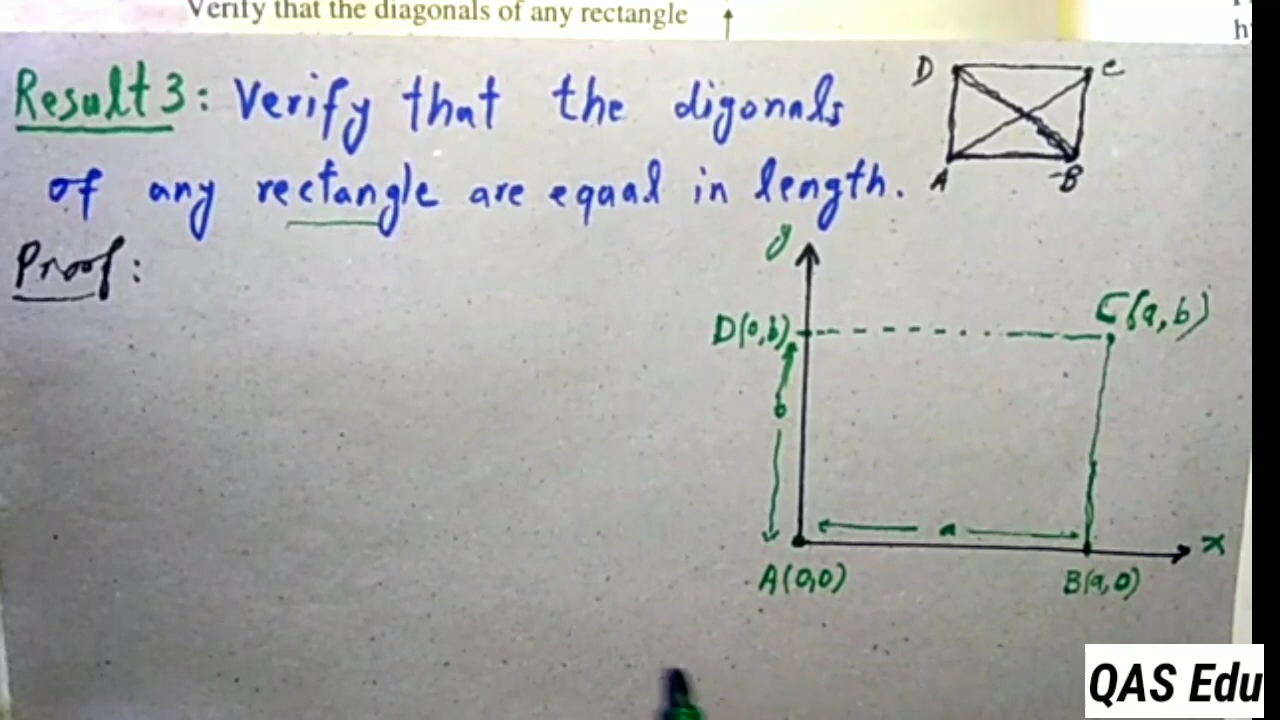 Verify that the diagonals of any rectangle
Result 3: Verify that the digonals
of any rectangle are equal in length.
Proof:
D C
A B
y
D(0,b) C(a,b)
b
a
x
A(0,0) B(a,0)
QAS Edu